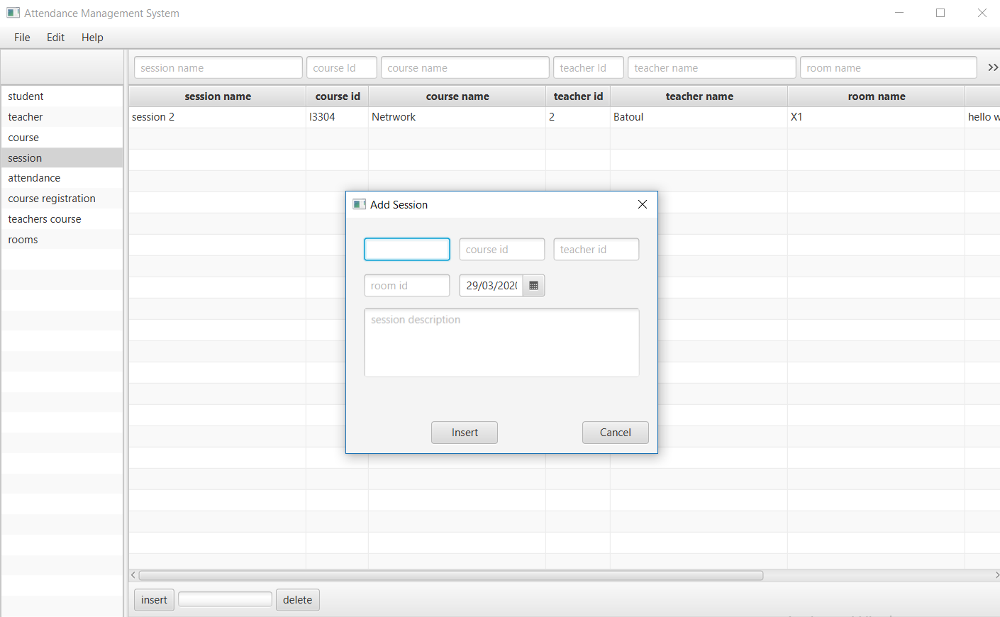 Attendance Management System
File Edit Help
session name course Id course name teacher Id teacher name room name
session name course id course name teacher id teacher name room name
session 2 I3304 Netrwork 2 Batoul X1 hello w
student
teacher
course
session
attendance
course registration
teachers course
rooms
Add Session
course id teacher id
room id 29/03/2020
session description
Insert Cancel
insert delete